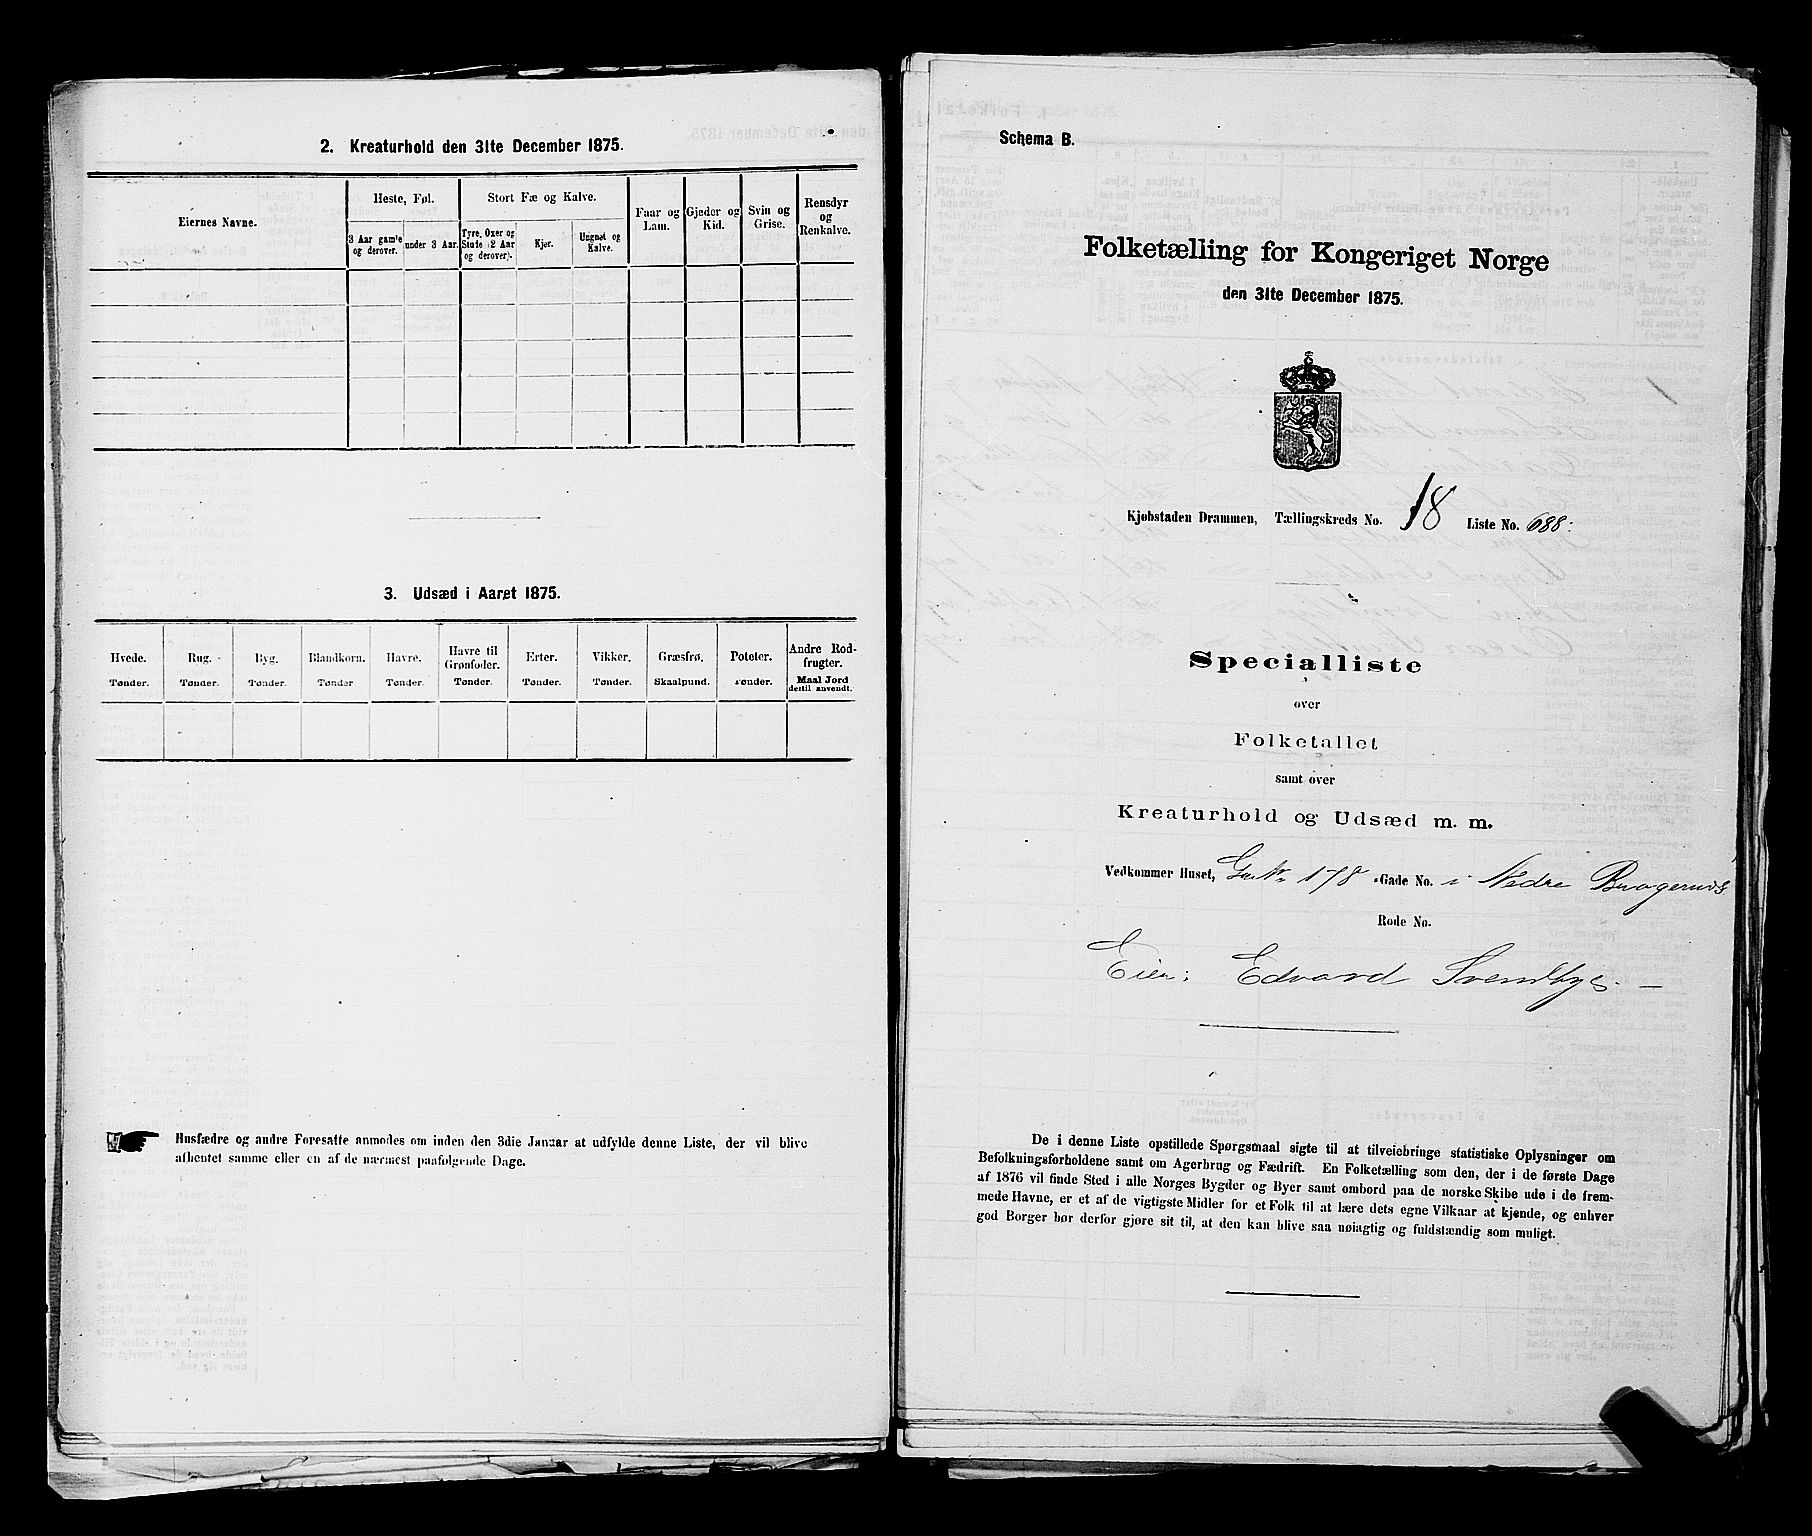 2. Kreaturhold den 31te December 1875.
Eiernes Navne.
Heste, Føl.
3 Aar gamle og derover.
under 3 Aar.
Stort Fæ og Kalve.
Tyre, Oxer og Stude (2 Aar og derover).
Kjør.
Ungnøt og Kalve.
Faar og Lam.
Gjeder og Kid.
Svin og Grise.
Rensdyr og Renkalve.
3. Udsæd i Aaret 1875.
Hvede. Rug. Byg. Blandkorn. Havre. Havre til Grønfoder. Erter. Vikker. Græsfrø. Poteter. Andre Rodfrugter.
Tønder. Tønder. Tønder. Tønder Tønder. Tønder. Tønder. Tønder. Skaalpund. Tønder. Maal Jord dertil anvendt.
Husfædre og andre Foresatte anmodes om inden den 3die Januar at udfylde denne Liste, der vil blive
afhentet samme eller en af de nærmest paafølgende Dage.
Schema B.
Folketælling for Kongeriget Norge
den 31te December 1875.
Kjøbstaden Drammen, Tællingskreds No. 18 Liste No. 688:
Specialliste
over
Folketallet
samt over
Kreaturhold og Udsæd m. m.
Vedkommer Huset, Gr. No 178 Gade No. i Nedre Bragernes
Rode No.
Eier: Edvard Svendbye. —
De i denne Liste opstillede Spørgsmaal sigte til at tilveiebringe statistiske Oplysninger om
Befolkningsforholdene samt om Agerbrug og Fædrift. En Folketælling som den, der i de første Dage
af 1876 vil finde Sted i alle Norges Bygder og Byer samt ombord paa de norske Skibe ude i de frem-
mede Havne, er et af de vigtigste Midler for et Folk til at lære dets egne Vilkaar at kjende, og enhver
god Borger bør derfor gjøre sit til, at den kan blive saa nøiagtig og fuldstændig som muligt.